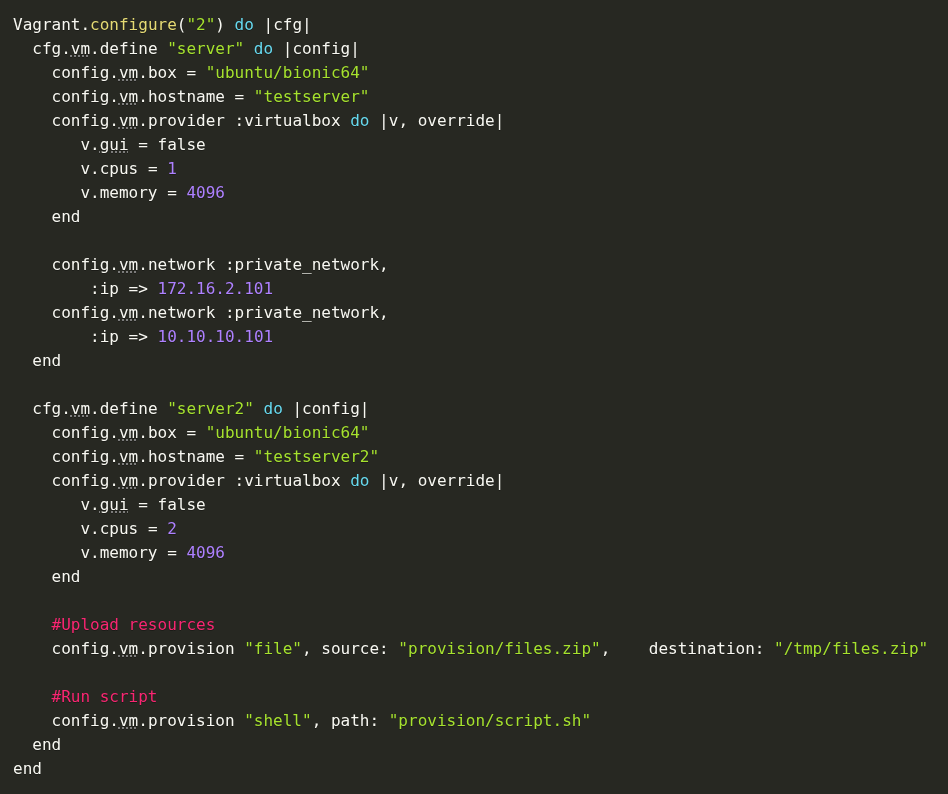 Vagrant.configure("2") do |cfg|
  cfg.vm.define "server" do |config|
    config.vm.box = "ubuntu/bionic64"
    config.vm.hostname = "testserver"
    config.vm.provider :virtualbox do |v, override|
       v.gui = false
       v.cpus = 1
       v.memory = 4096
    end

    config.vm.network :private_network,
        :ip => 172.16.2.101
    config.vm.network :private_network,
        :ip => 10.10.10.101
  end

  cfg.vm.define "server2" do |config|
    config.vm.box = "ubuntu/bionic64"
    config.vm.hostname = "testserver2"
    config.vm.provider :virtualbox do |v, override|
       v.gui = false
       v.cpus = 2
       v.memory = 4096
    end

    #Upload resources
    config.vm.provision "file", source: "provision/files.zip",    destination: "/tmp/files.zip"

    #Run script
    config.vm.provision "shell", path: "provision/script.sh"
  end
end